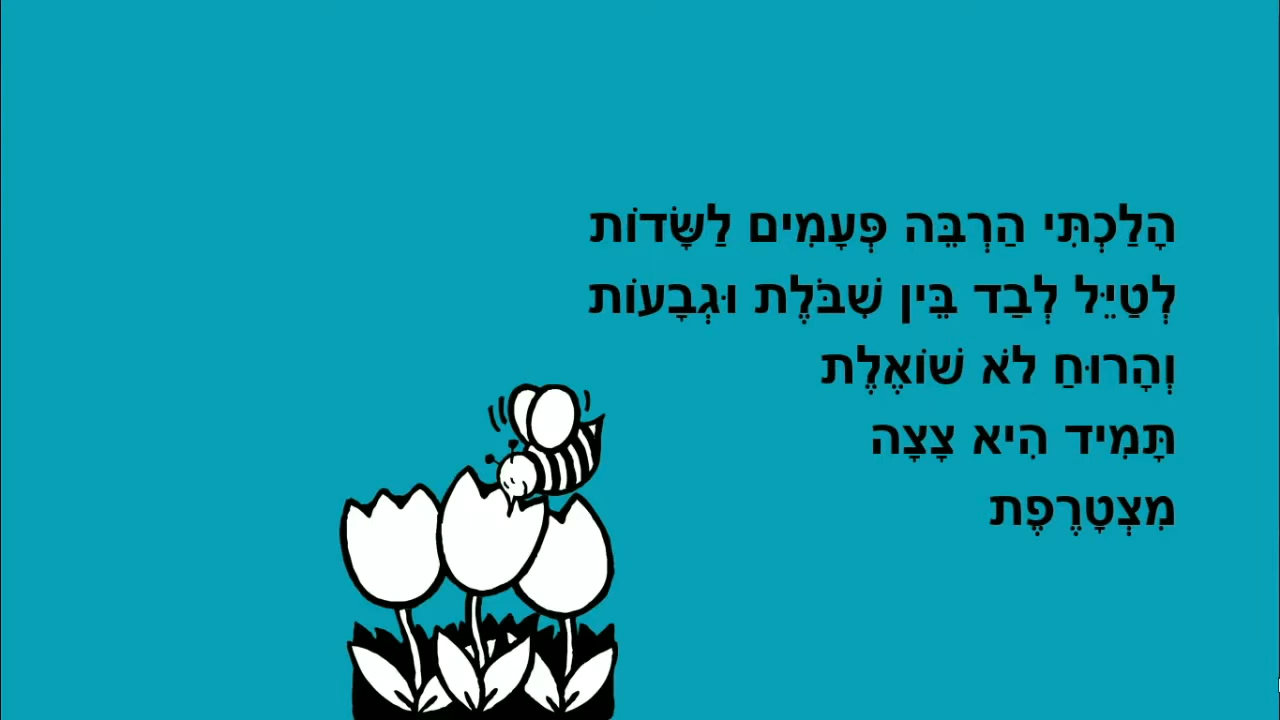 הָלַכְתִּי הַרְבֵּה פְּעָמִים לַשָּׂדוֹת
לְטַיֵּל לְבַד בֵּין שִׁבֹּלֶת וּגְבָעוֹת
וְהָרוּחַ לֹא שׁוֹאֶלֶת
תָּמִיד הִיא צָצָה
מִצְטָרֶפֶת